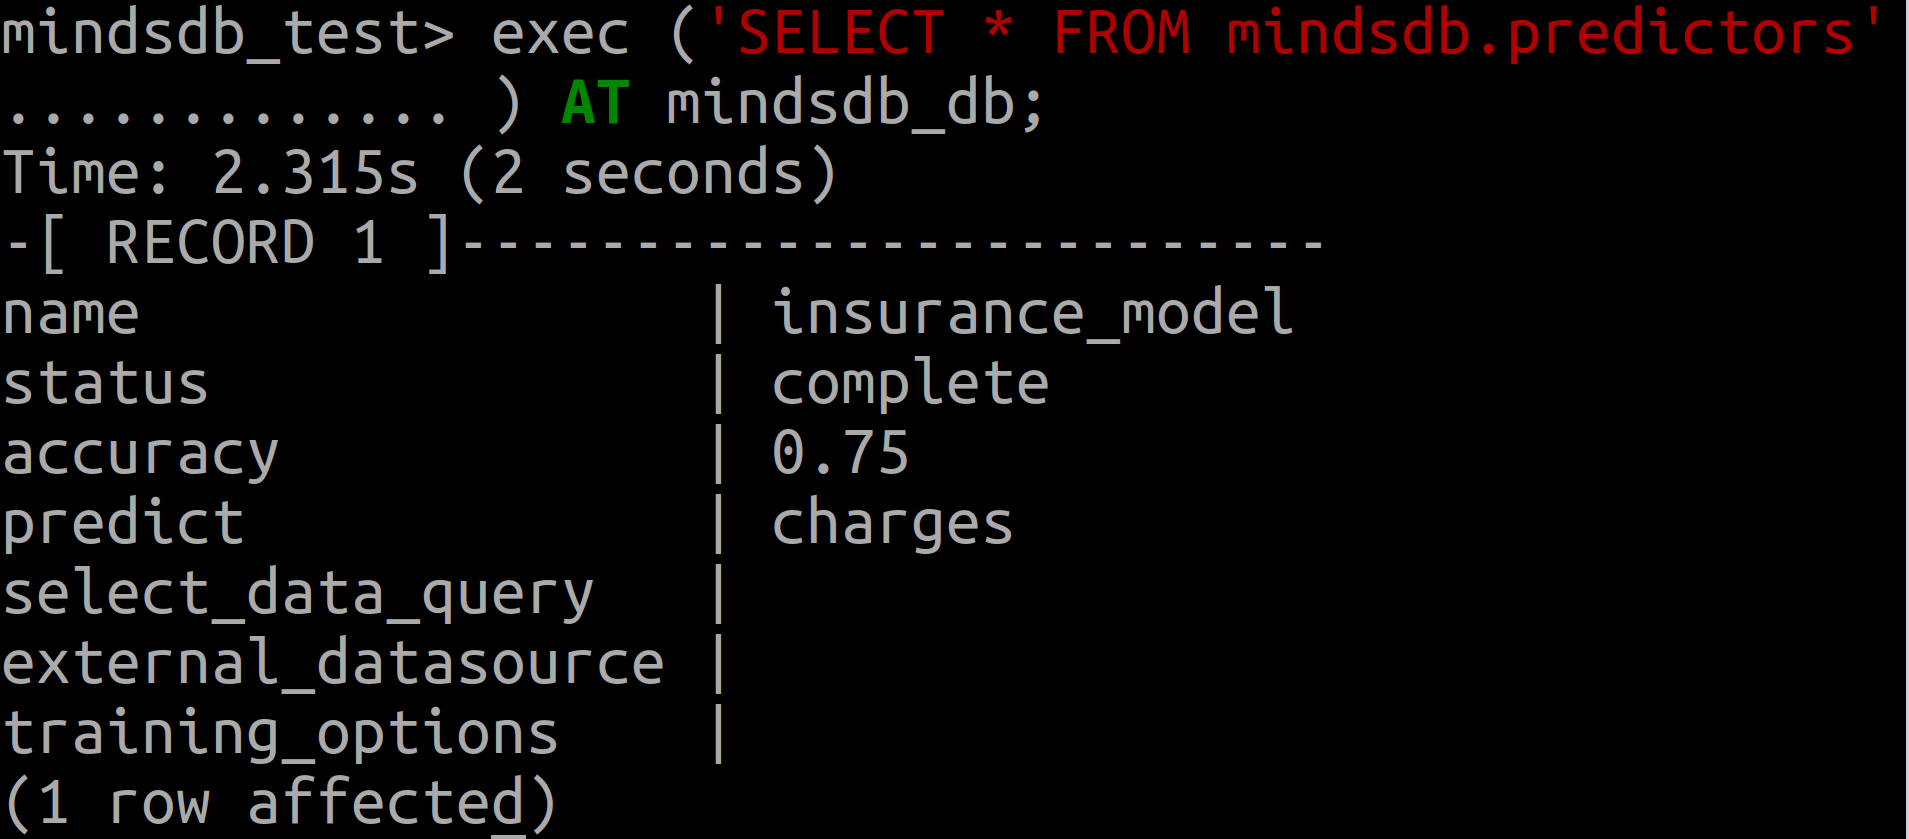 mindsdb_test> exec ('SELECT * FROM mindsdb.predictors'
............. ) AT mindsdb_db;
Time: 2.315s (2 seconds)
-[ RECORD 1 ]-------------------------
name | insurance_model
status | complete
accuracy | 0.75
predict | charges
select_data_query |
external_datasource |
training_options |
(1 row affected)